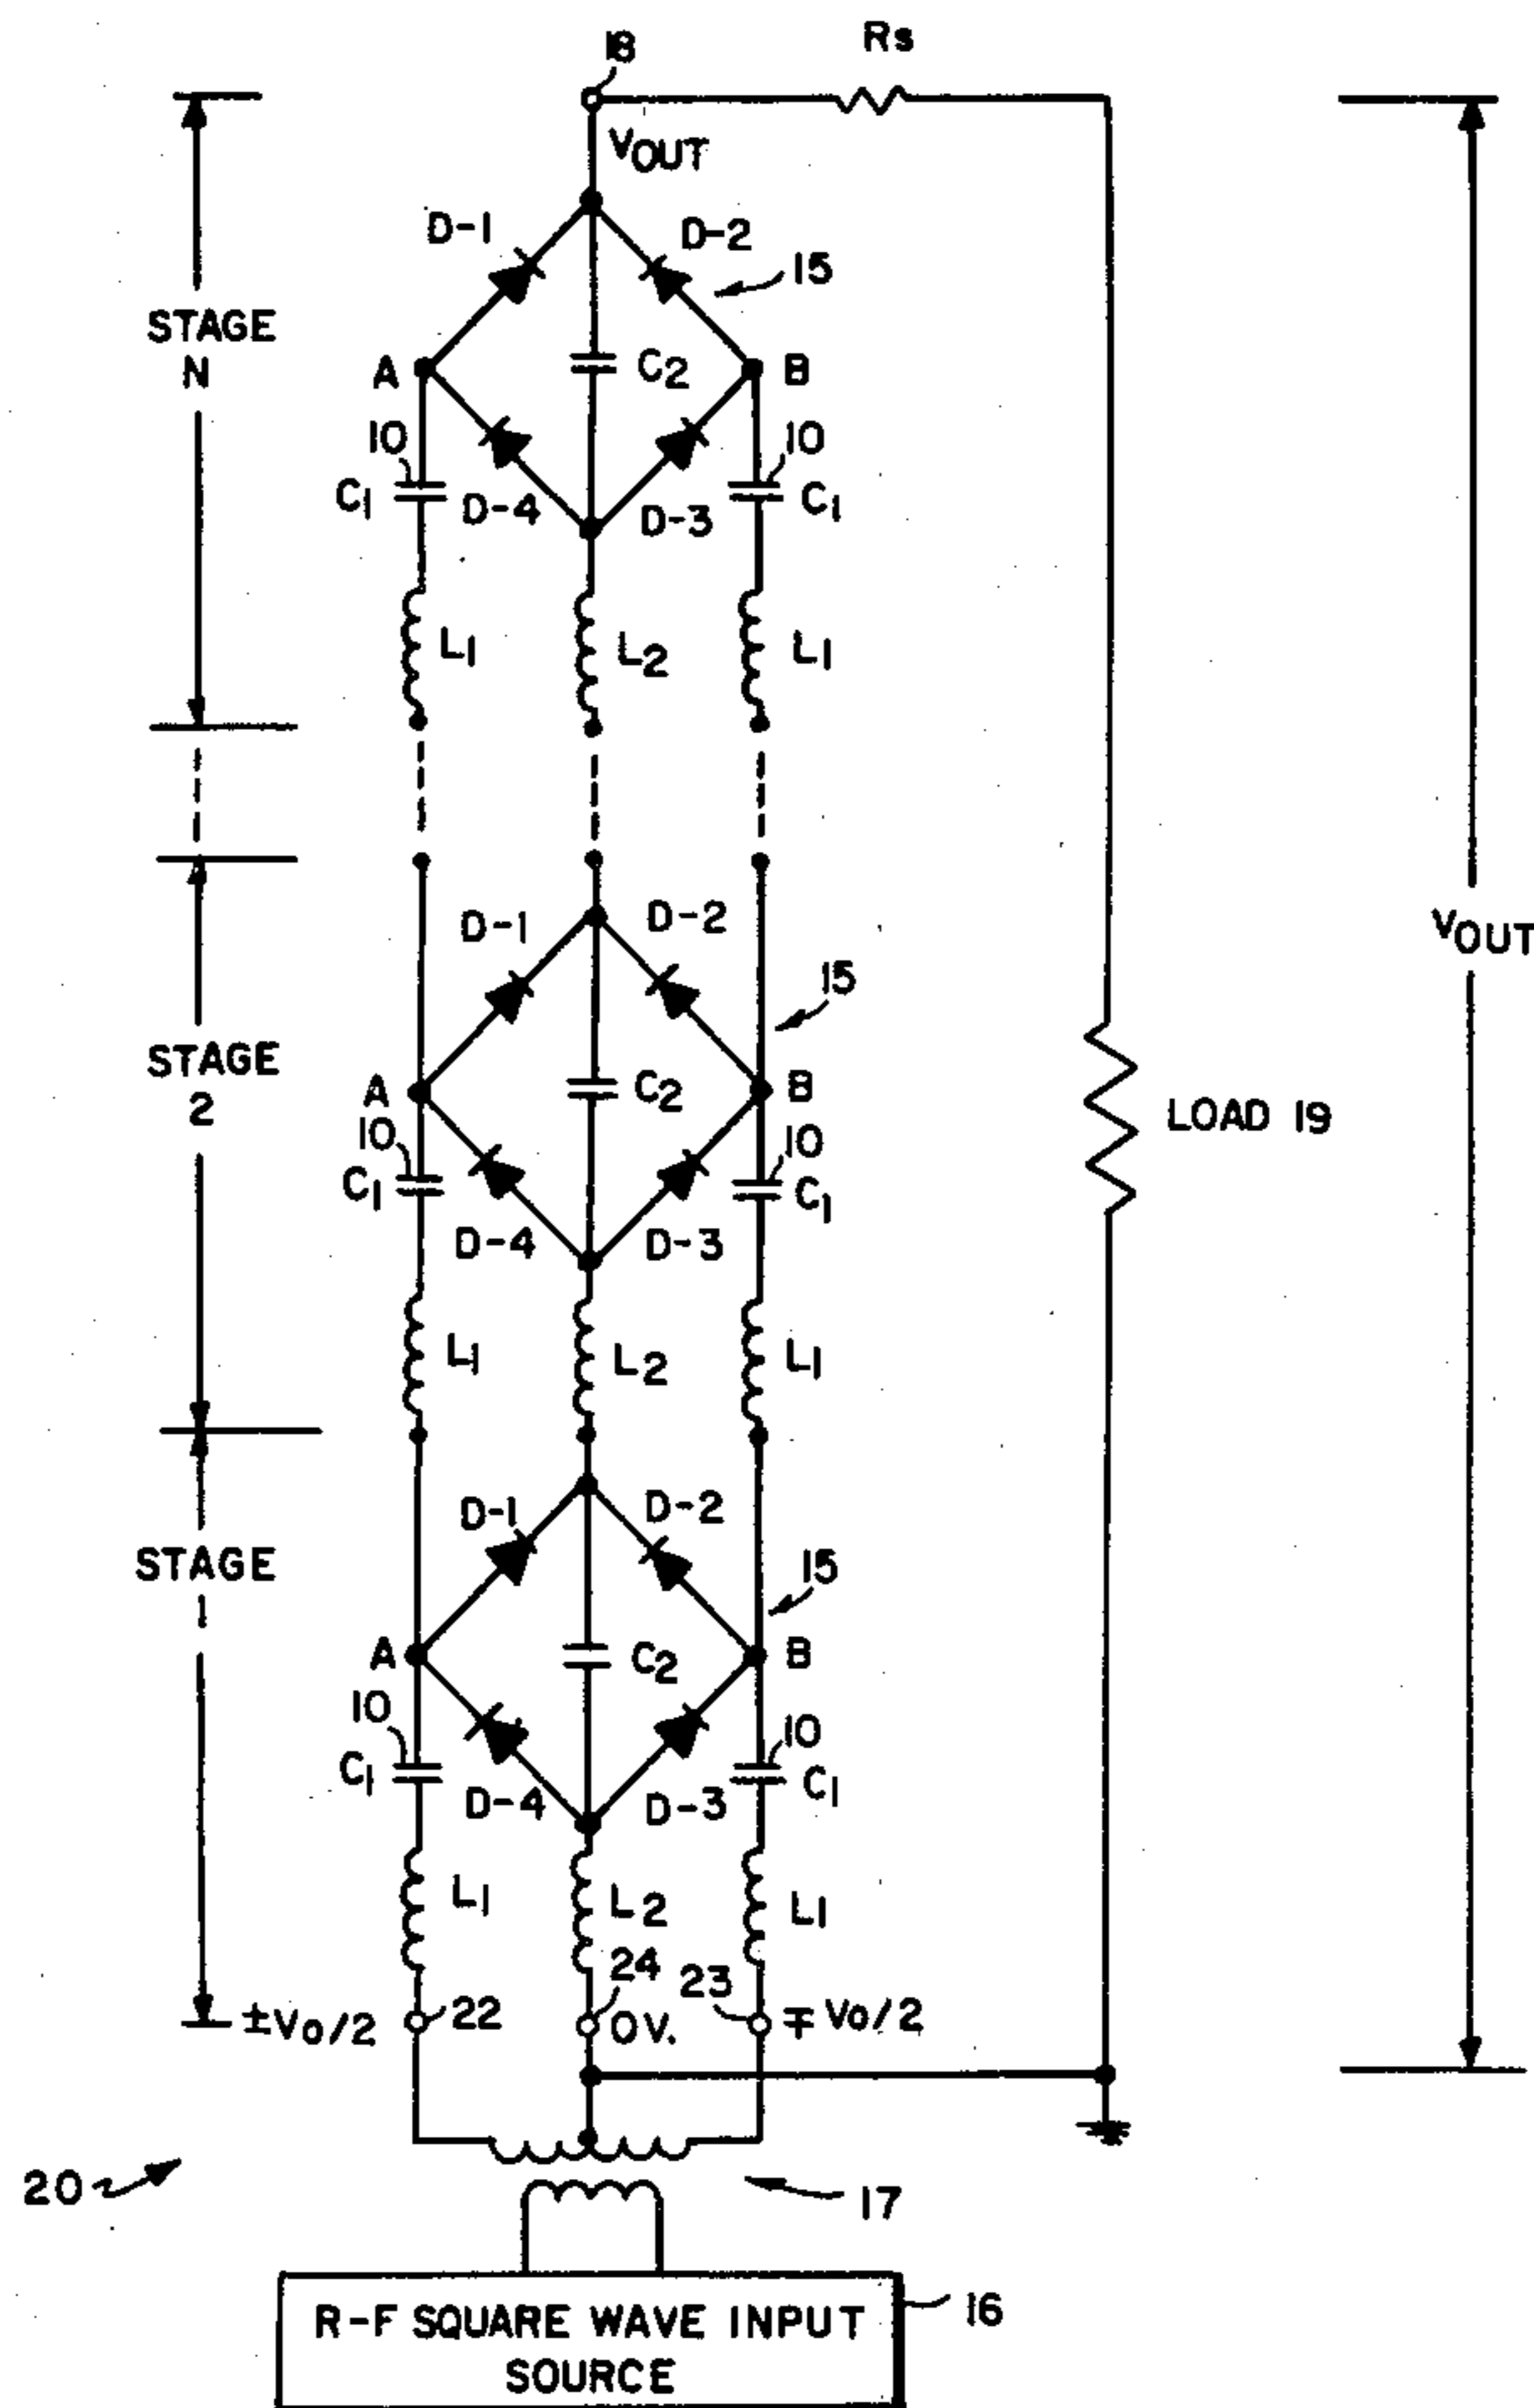 18
Rs
VOUT
D-1
D-2
15
STAGE
N
A
C2
B
10
10
C1
D-4
D-3
C1
L1
L2
L1
D-1
D-2
15
VOUT
STAGE
2
A
C2
B
LOAD 19
10
10
C1
C1
D-4
D-3
L1
L2
L1
D-1
D-2
STAGE
1
15
A
C2
B
10
10
C1
C1
D-4
D-3
L1
L2
L1
24
23
±Vo/2
22
0V.
∓ Vo/2
20
17
R-F SQUARE WAVE INPUT
SOURCE
16